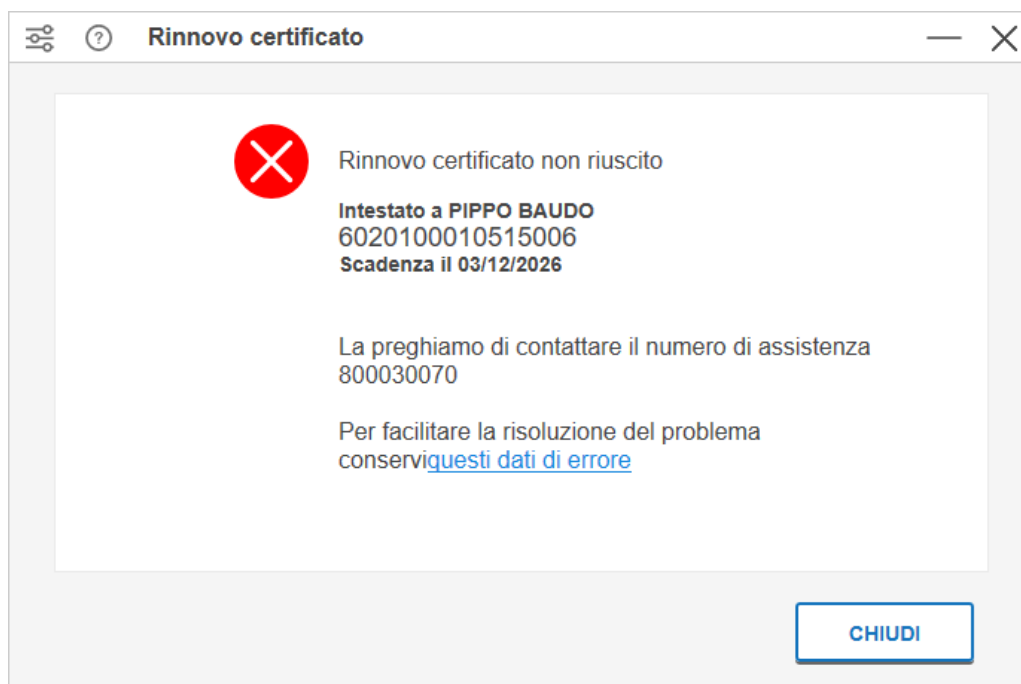 Rinnovo certificato
Rinnovo certificato non riuscito
Intestato a PIPPO BAUDO
6020100010515006
Scadenza il 03/12/2026
La preghiamo di contattare il numero di assistenza
800030070
Per facilitare la risoluzione del problema
conserviquesti dati di errore
CHIUDI